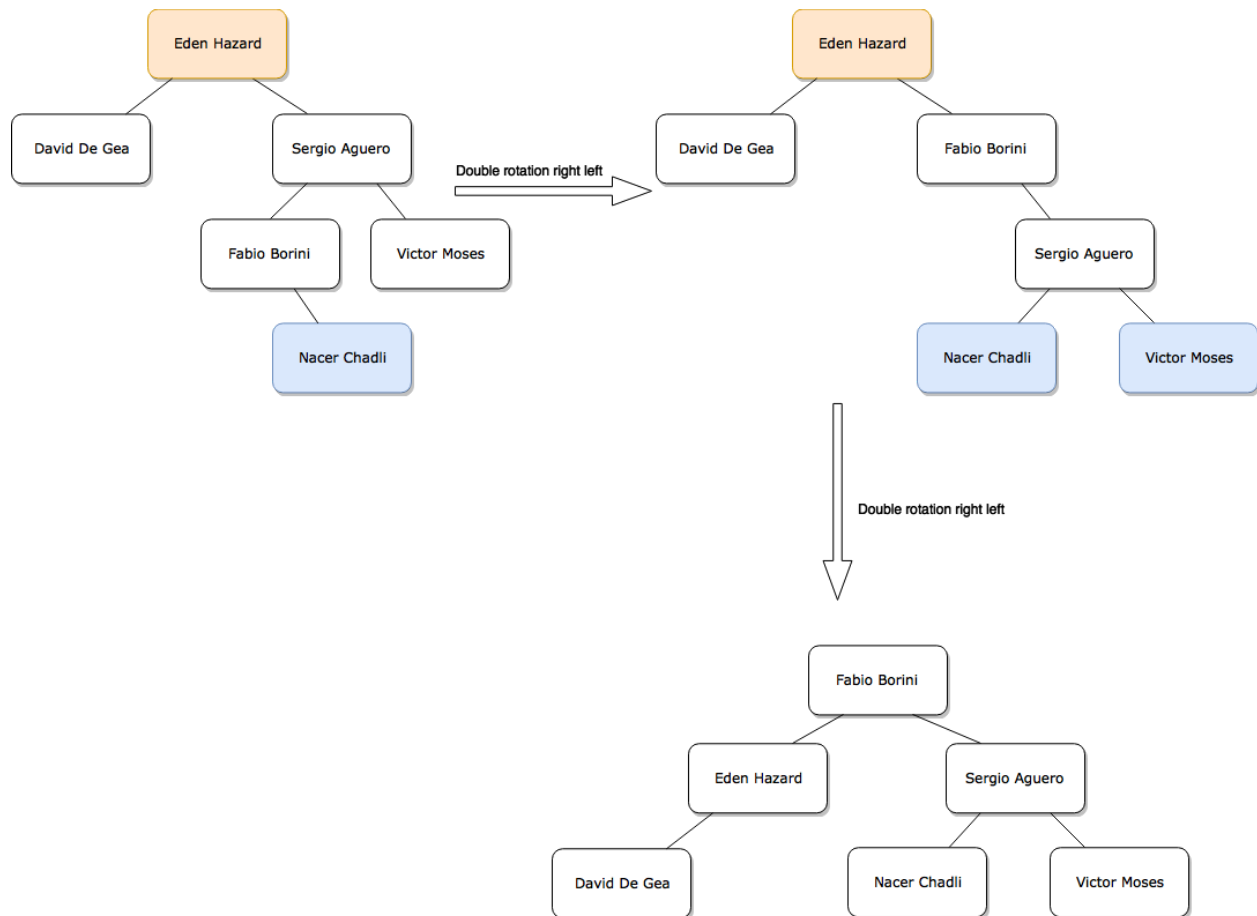 Eden Hazard
Eden Hazard
David De Gea
Sergio Aguero
David De Gea
Fabio Borini
Double rotation right left
Fabio Borini
Victor Moses
Sergio Aguero
Nacer Chadli
Nacer Chadli
Victor Moses
Double rotation right left
Fabio Borini
Eden Hazard
Sergio Aguero
David De Gea
Nacer Chadli
Victor Moses